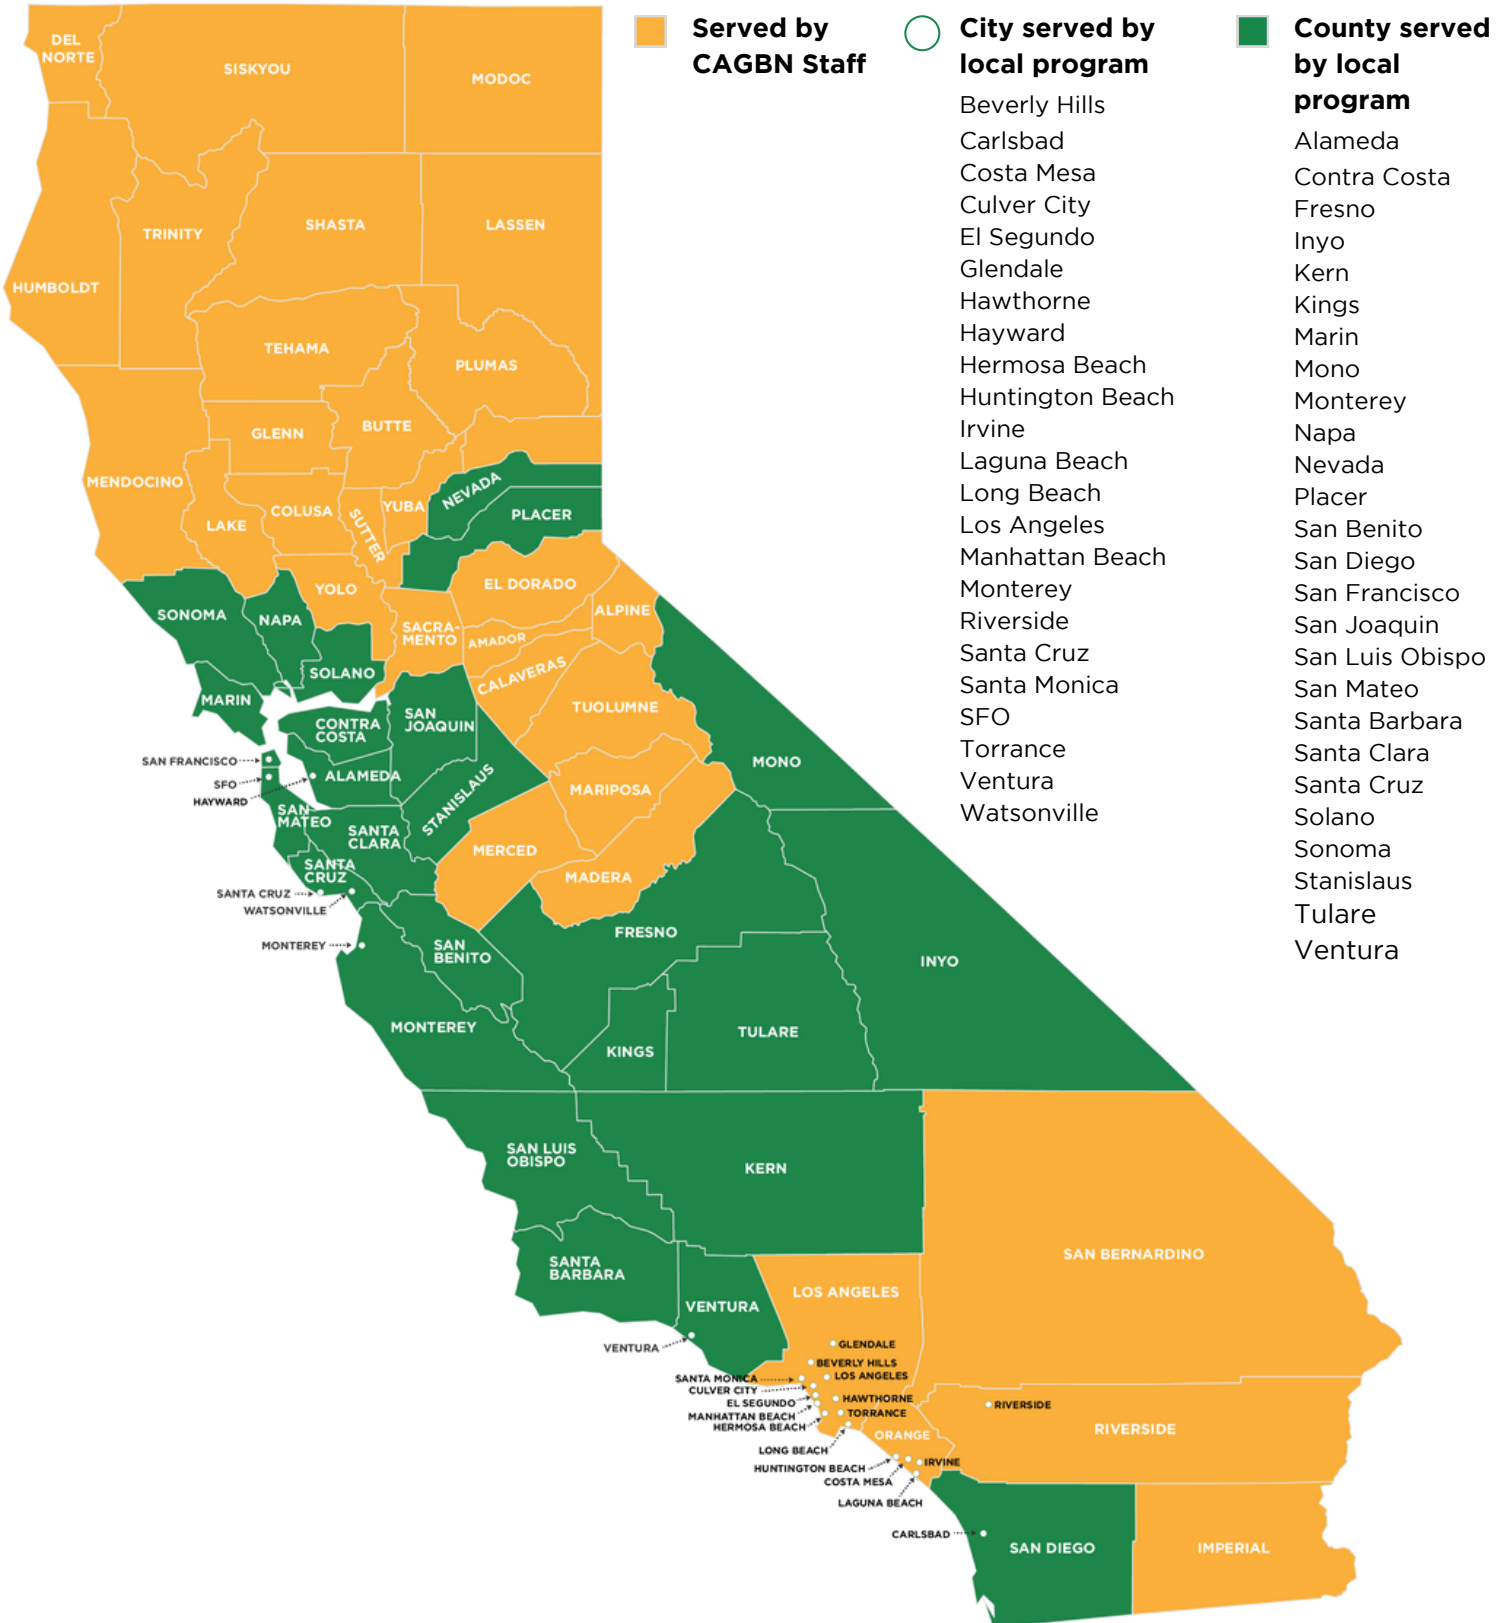 Served by
CAGBN Staff
City served by
local program
Beverly Hills
Carlsbad
Costa Mesa
Culver City
El Segundo
Glendale
Hawthorne
Hayward
Hermosa Beach
Huntington Beach
Irvine
Laguna Beach
Long Beach
Los Angeles
Manhattan Beach
Monterey
Riverside
Santa Cruz
Santa Monica
SFO
Torrance
Ventura
Watsonville
County served
by local
program
Alameda
Contra Costa
Fresno
Inyo
Kern
Kings
Marin
Mono
Monterey
Napa
Nevada
Placer
San Benito
San Diego
San Francisco
San Joaquin
San Luis Obispo
San Mateo
Santa Barbara
Santa Clara
Santa Cruz
Solano
Sonoma
Stanislaus
Tulare
Ventura
DEL
NORTE
SISKYOU
MODOC
HUMBOLDT
TRINITY
SHASTA
LASSEN
TEHAMA
PLUMAS
GLENN
BUTTE
MENDOCINO
LAKE
COLUSA
SUTTER
YUBA
NEVADA
PLACER
YOLO
EL DORADO
SONOMA
NAPA
SACRA-
MENTO
ALPINE
AMADOR
SOLANO
CALAVERAS
MARIN
CONTRA
COSTA
SAN
JOAQUIN
TUOLUMNE
SAN FRANCISCO
SFO
HAYWARD
ALAMEDA
STANISLAUS
MONO
MARIPOSA
SAN
MATEO
SANTA
CLARA
MERCED
SANTA
CRUZ
MADERA
SANTA CRUZ
WATSONVILLE
MONTEREY
SAN
BENITO
FRESNO
INYO
MONTEREY
KINGS
TULARE
SAN LUIS
OBISPO
KERN
SANTA
BARBARA
VENTURA
VENTURA
SAN BERNARDINO
LOS ANGELES
GLENDALE
BEVERLY HILLS
LOS ANGELES
SANTA MONICA
CULVER CITY
EL SEGUNDO
HAWTHORNE
MANHATTAN BEACH
TORRANCE
HERMOSA BEACH
LONG BEACH
ORANGE
HUNTINGTON BEACH
IRVINE
COSTA MESA
LAGUNA BEACH
RIVERSIDE
RIVERSIDE
CARLSBAD
SAN DIEGO
IMPERIAL